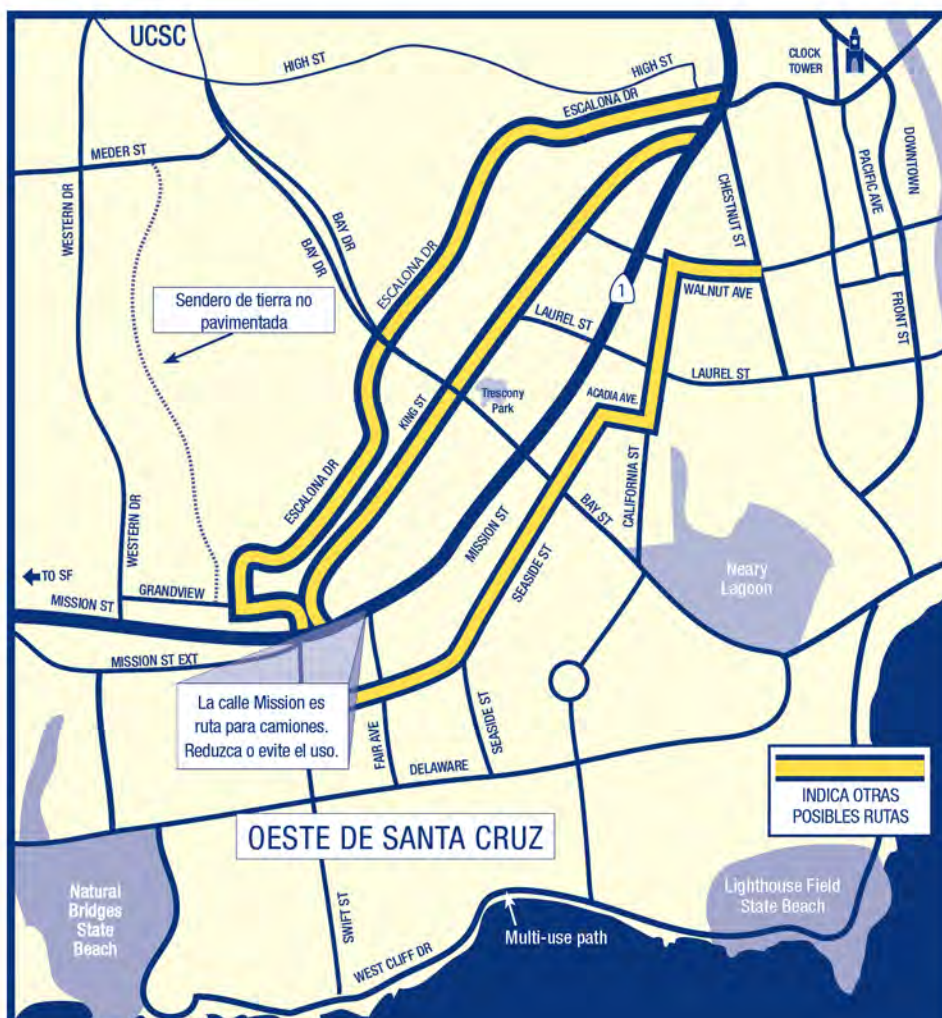 UCSC
HIGH ST
HIGH ST
CLOCK
TOWER
ESCALONA DR
MEDER ST
WESTERN DR
BAY DR
BAY DR
CHESTNUT ST
PACIFIC AVE
DOWNTOWN
ESCALONA DR
Sendero de tierra no
pavimentada
1
WALNUT AVE
FRONT ST
LAUREL ST
LAUREL ST
Trescony
Park
ACADIA AVE.
KING ST
CALIFORNIA ST
ESCALONA DR
WESTERN DR
MISSION ST
BAY ST
SEASIDE ST
Neary
Lagoon
TO SF
GRANDVIEW
MISSION ST
MISSION ST EXT
La calle Mission es
ruta para camiones.
Reduzca o evite el uso.
FAIR AVE
SEASIDE ST
DELAWARE
INDICA OTRAS
POSIBLES RUTAS
OESTE DE SANTA CRUZ
Natural
Bridges
State
Beach
SWIFT ST
Lighthouse Field
State Beach
Multi-use path
WEST CLIFF DR